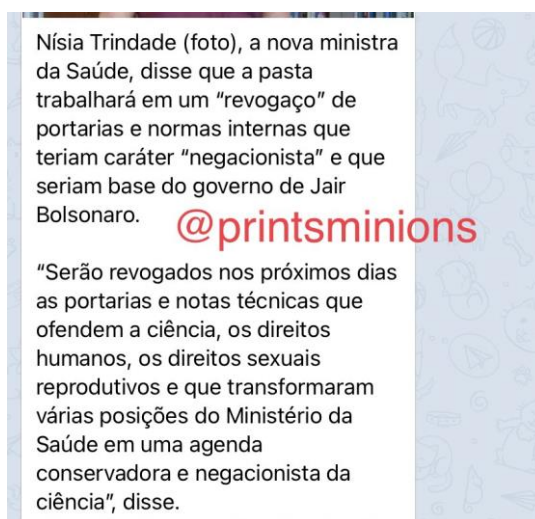 Nísia Trindade (foto), a nova ministra
da Saúde, disse que a pasta
trabalhará em um “revogaço” de
portarias e normas internas que
teriam caráter “negacionista” e que
seriam base do governo de Jair
Bolsonaro.
@printsminions
“Serão revogados nos próximos dias
as portarias e notas técnicas que
ofendem a ciência, os direitos
humanos, os direitos sexuais
reprodutivos e que transformaram
várias posições do Ministério da
Saúde em uma agenda
conservadora e negacionista da
ciência”, disse.